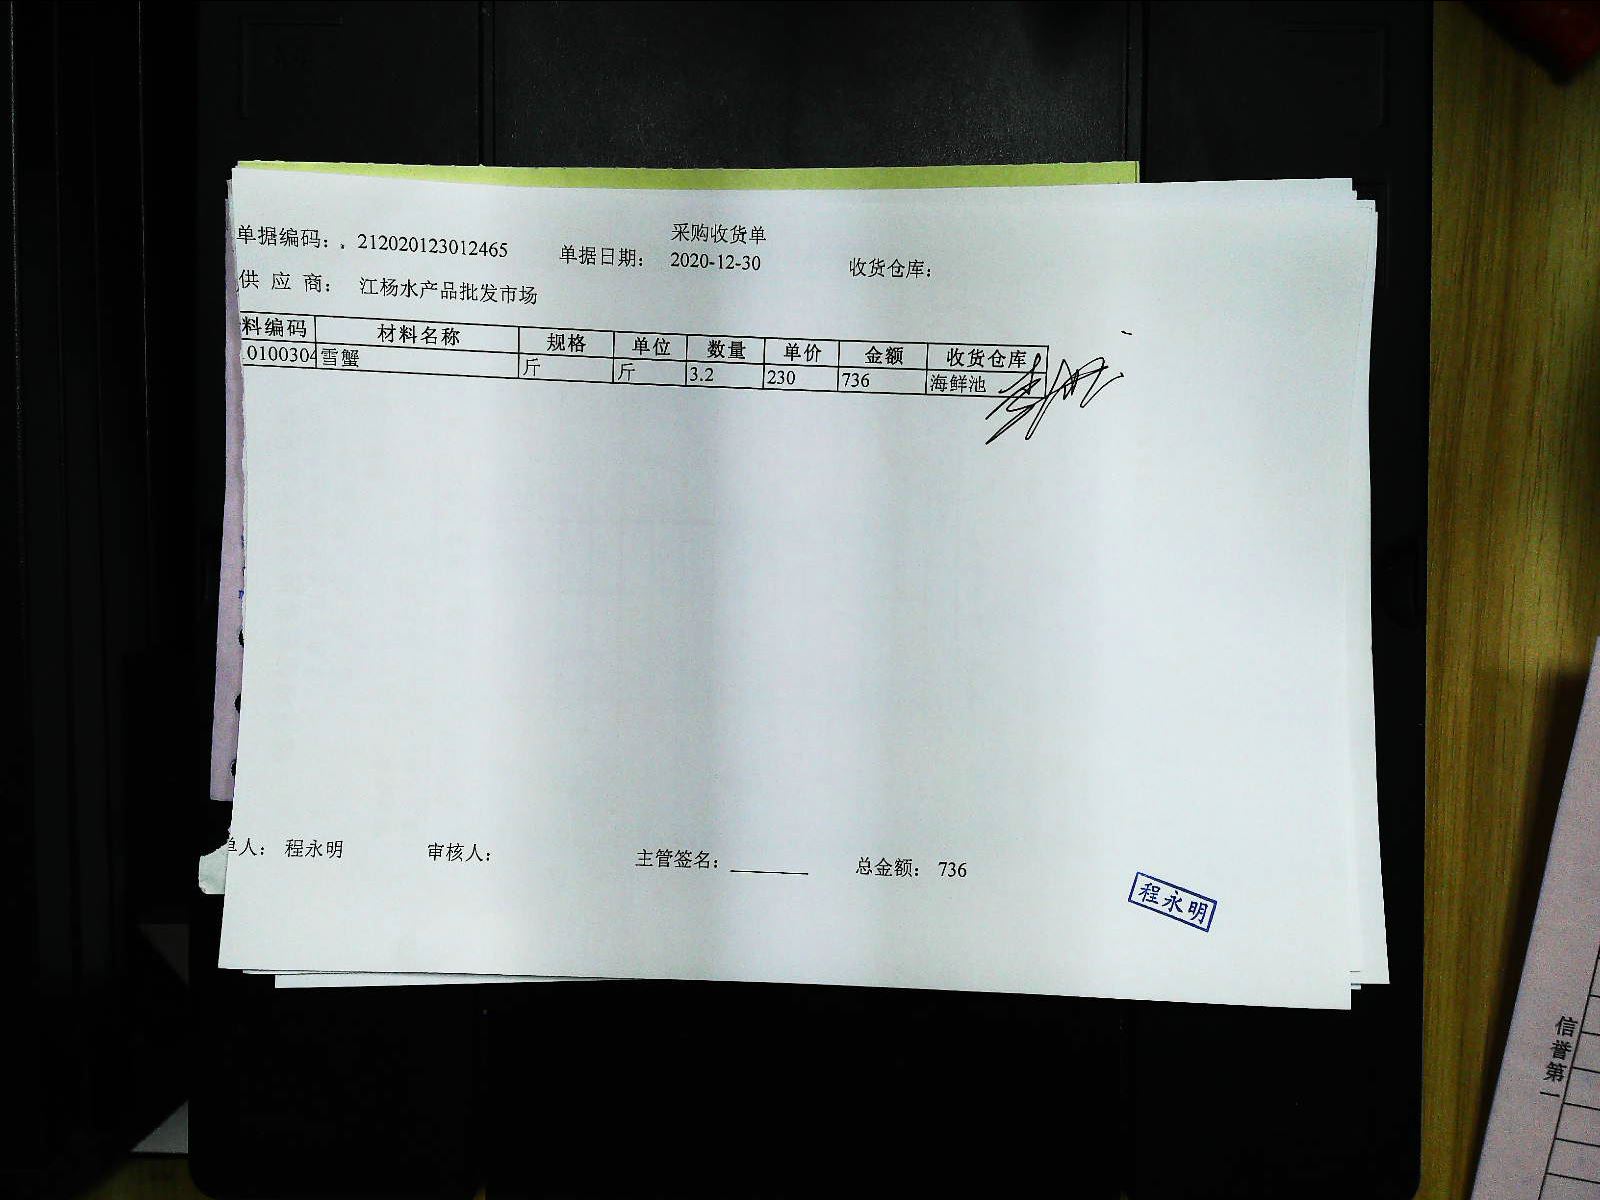 采购收货单
单据编码： 212020123012465 单据日期： 2020-12-30 收货仓库：
供 应 商： 江杨水产品批发市场
料编码 材料名称 规格 单位 数量 单价 金额 收货仓库
0100304 雪蟹 斤 斤 3.2 230 736 海鲜池
单人： 程永明 审核人： 主管签名： 总金额： 736
程永明
信誉第一